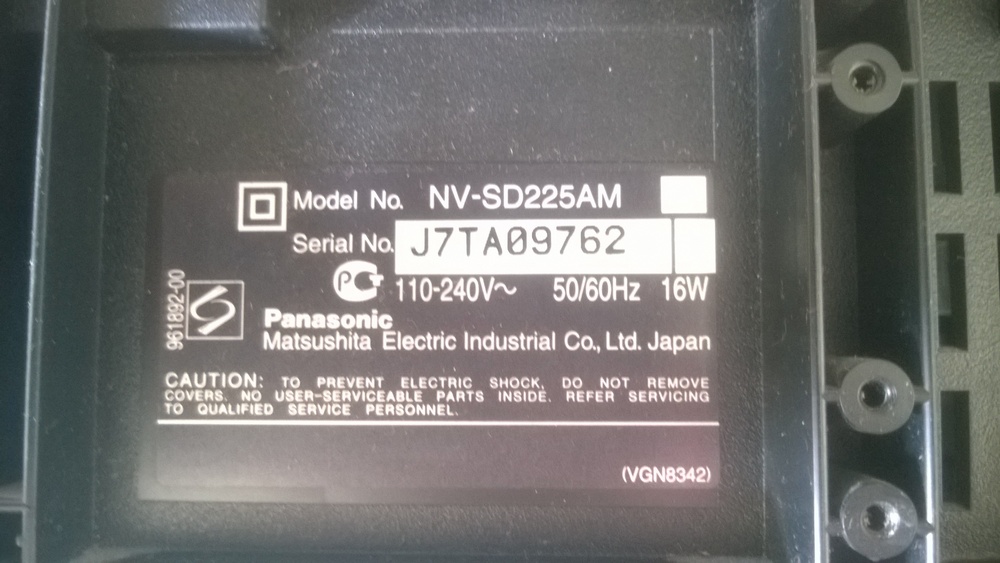 Model No. NV-SD225AM
Serial No. J7TA09762
110-240V~ 50/60Hz 16W
961892-00
Panasonic
Matsushita Electric Industrial Co., Ltd. Japan
CAUTION: TO PREVENT ELECTRIC SHOCK, DO NOT REMOVE
COVERS. NO USER-SERVICEABLE PARTS INSIDE. REFER SERVICING
TO QUALIFIED SERVICE PERSONNEL.
(VGN8342)